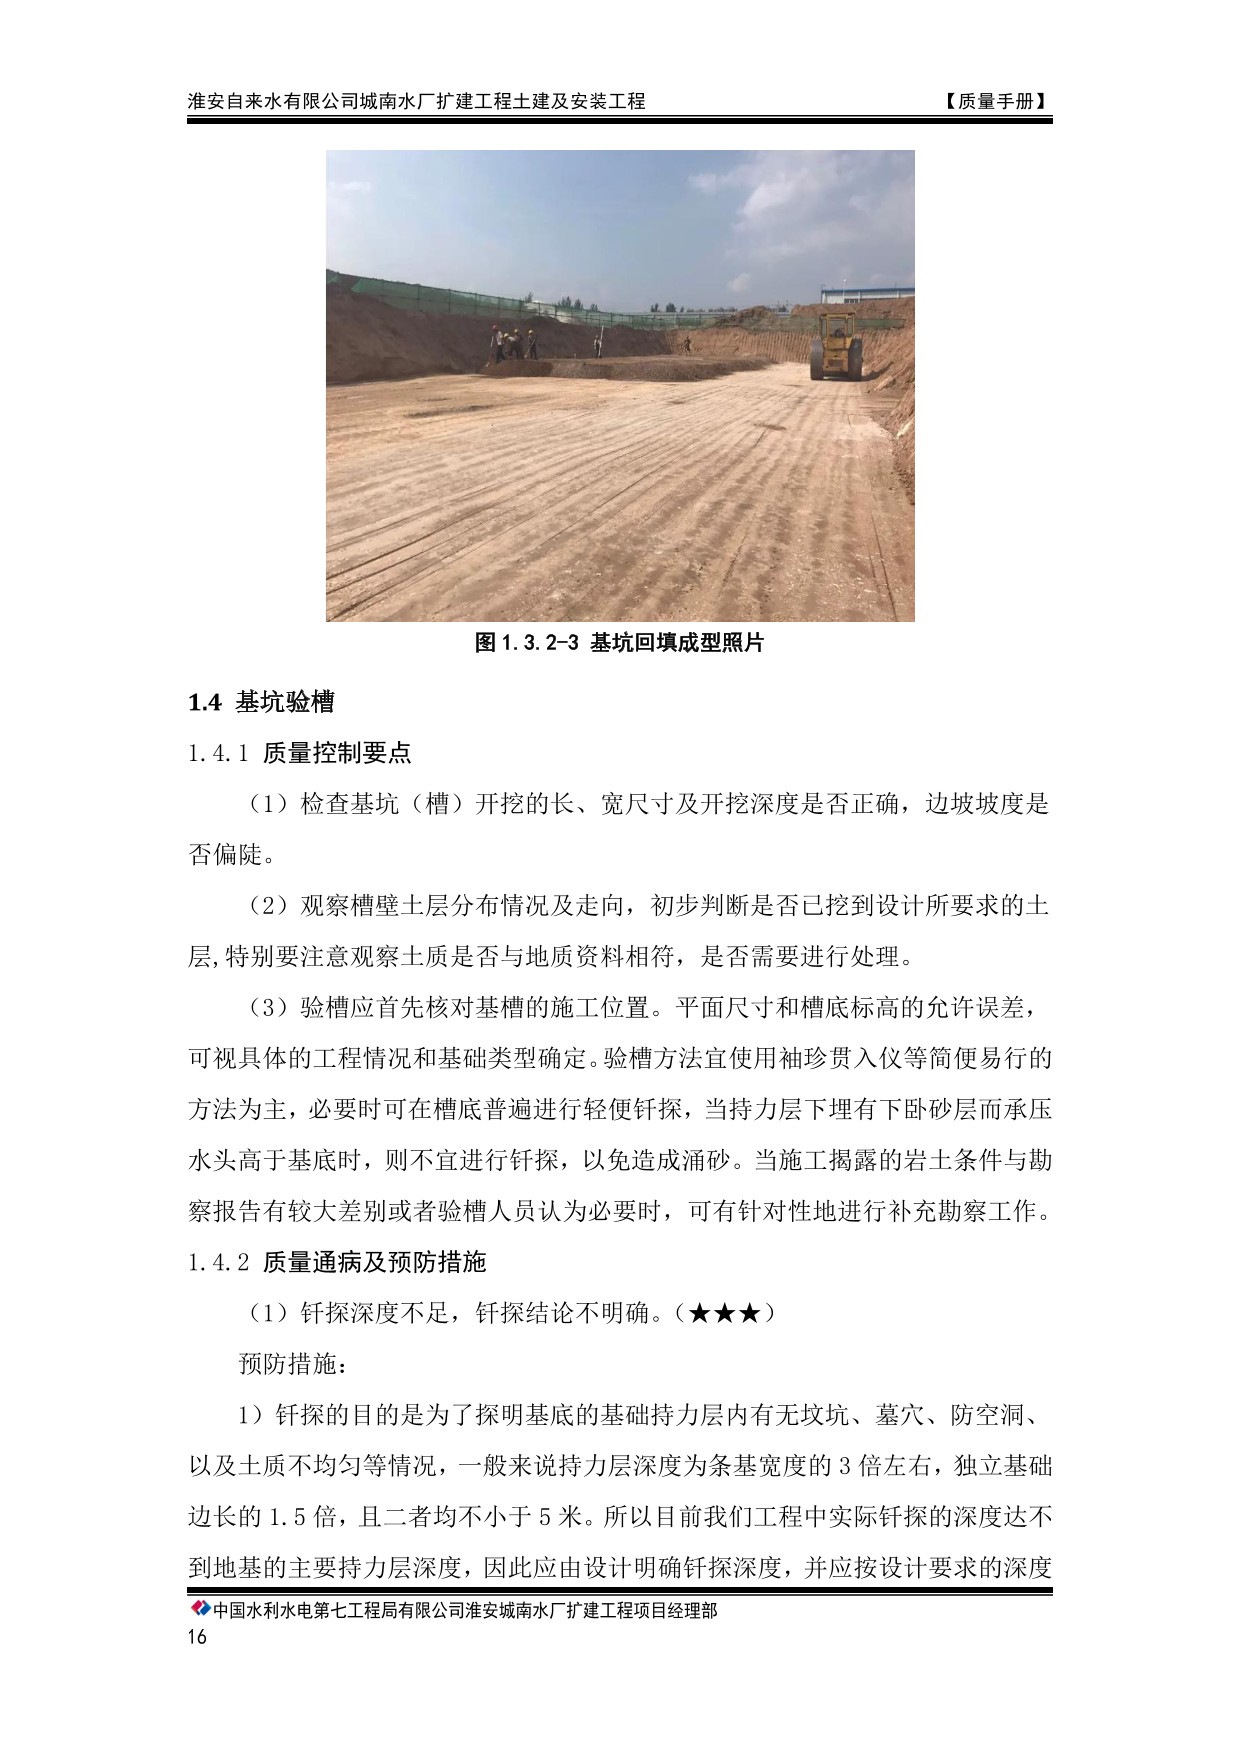 淮安自来水有限公司城南水厂扩建工程土建及安装工程 【质量手册】
图1.3.2-3 基坑回填成型照片
1.4 基坑验槽
1.4.1 质量控制要点
（1）检查基坑（槽）开挖的长、宽尺寸及开挖深度是否正确，边坡坡度是
否偏陡。
（2）观察槽壁土层分布情况及走向，初步判断是否已挖到设计所要求的土
层,特别要注意观察土质是否与地质资料相符，是否需要进行处理。
（3）验槽应首先核对基槽的施工位置。平面尺寸和槽底标高的允许误差，
可视具体的工程情况和基础类型确定。验槽方法宜使用袖珍贯入仪等简便易行的
方法为主，必要时可在槽底普遍进行轻便钎探，当持力层下埋有下卧砂层而承压
水头高于基底时，则不宜进行钎探，以免造成涌砂。当施工揭露的岩土条件与勘
察报告有较大差别或者验槽人员认为必要时，可有针对性地进行补充勘察工作。
1.4.2 质量通病及预防措施
（1）钎探深度不足，钎探结论不明确。（★★★）
预防措施：
1）钎探的目的是为了探明基底的基础持力层内有无坟坑、墓穴、防空洞、
以及土质不均匀等情况，一般来说持力层深度为条基宽度的 3 倍左右，独立基础
边长的 1.5 倍，且二者均不小于 5 米。所以目前我们工程中实际钎探的深度达不
到地基的主要持力层深度，因此应由设计明确钎探深度，并应按设计要求的深度
中国水利水电第七工程局有限公司淮安城南水厂扩建工程项目经理部
16